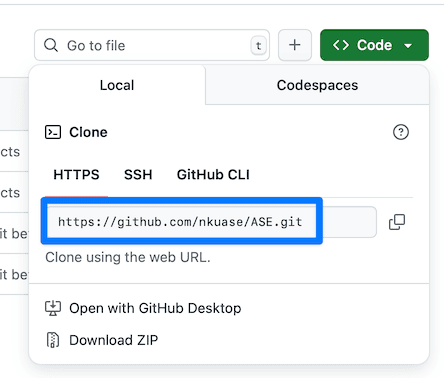 Go to file
t
+
<> Code
Local
Codespaces
Clone
?
HTTPS
SSH
GitHub CLI
https://github.com/nkuase/ASE.git
Clone using the web URL.
Open with GitHub Desktop
Download ZIP
cts
cts
it be
it be